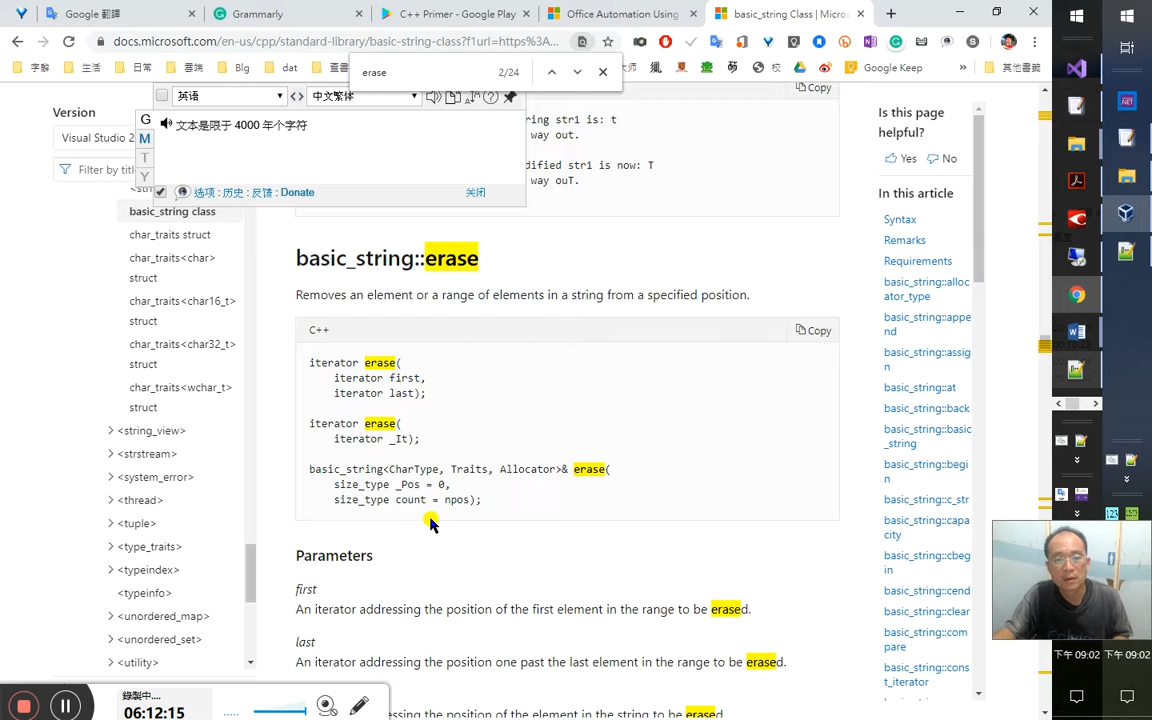 Google 翻譯
Grammarly
C++ Primer - Google Play
Office Automation Using
basic_string Class | Micros
docs.microsoft.com/en-us/cpp/standard-library/basic-string-class?f1url=https%3A...
字辭
生活
日常
雲端
Blg
dat
查書
大师
校
Google Keep
»
其他書籤
erase
2/24
Version
Visual Studio 2
Filter by title
英语
中文繁体
G
M
T
Y
文本是限于 4000 年个字符
选项 : 历史 : 反馈 : Donate
关闭
Copy
ring str1 is: t
way out.
dified str1 is now: T
way ouT.
basic_string class
char_traits struct
char_traits<char>
struct
char_traits<char16_t>
struct
char_traits<char32_t>
struct
char_traits<wchar_t>
struct
<string_view>
<strstream>
<system_error>
<thread>
<tuple>
<type_traits>
<typeindex>
<typeinfo>
<unordered_map>
<unordered_set>
<utility>
basic_string::erase
Removes an element or a range of elements in a string from a specified position.
C++
Copy
iterator erase(
iterator first,
iterator last);
iterator erase(
iterator _It);
basic_string<CharType, Traits, Allocator>& erase(
size_type _Pos = 0,
size_type count = npos);
Parameters
first
An iterator addressing the position of the first element in the range to be erased.
last
An iterator addressing the position one past the last element in the range to be erased.
essing the position of the element in the string to be erased.
Is this page
helpful?
Yes
No
In this article
Syntax
Remarks
Requirements
basic_string::alloc
ator_type
basic_string::appe
nd
basic_string::assig
n
basic_string::at
basic_string::back
basic_string::basic
_string
basic_string::begi
n
basic_string::c_str
basic_string::capa
city
basic_string::cbeg
in
basic_string::cend
basic_string::clear
basic_string::com
pare
basic_string::cons
t_iterator
錄製中....
06:12:15
下午 09:02
下午 09:02